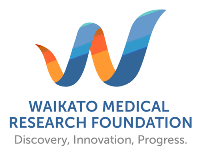 WAIKATO MEDICAL
RESEARCH FOUNDATION
Discovery, Innovation, Progress.